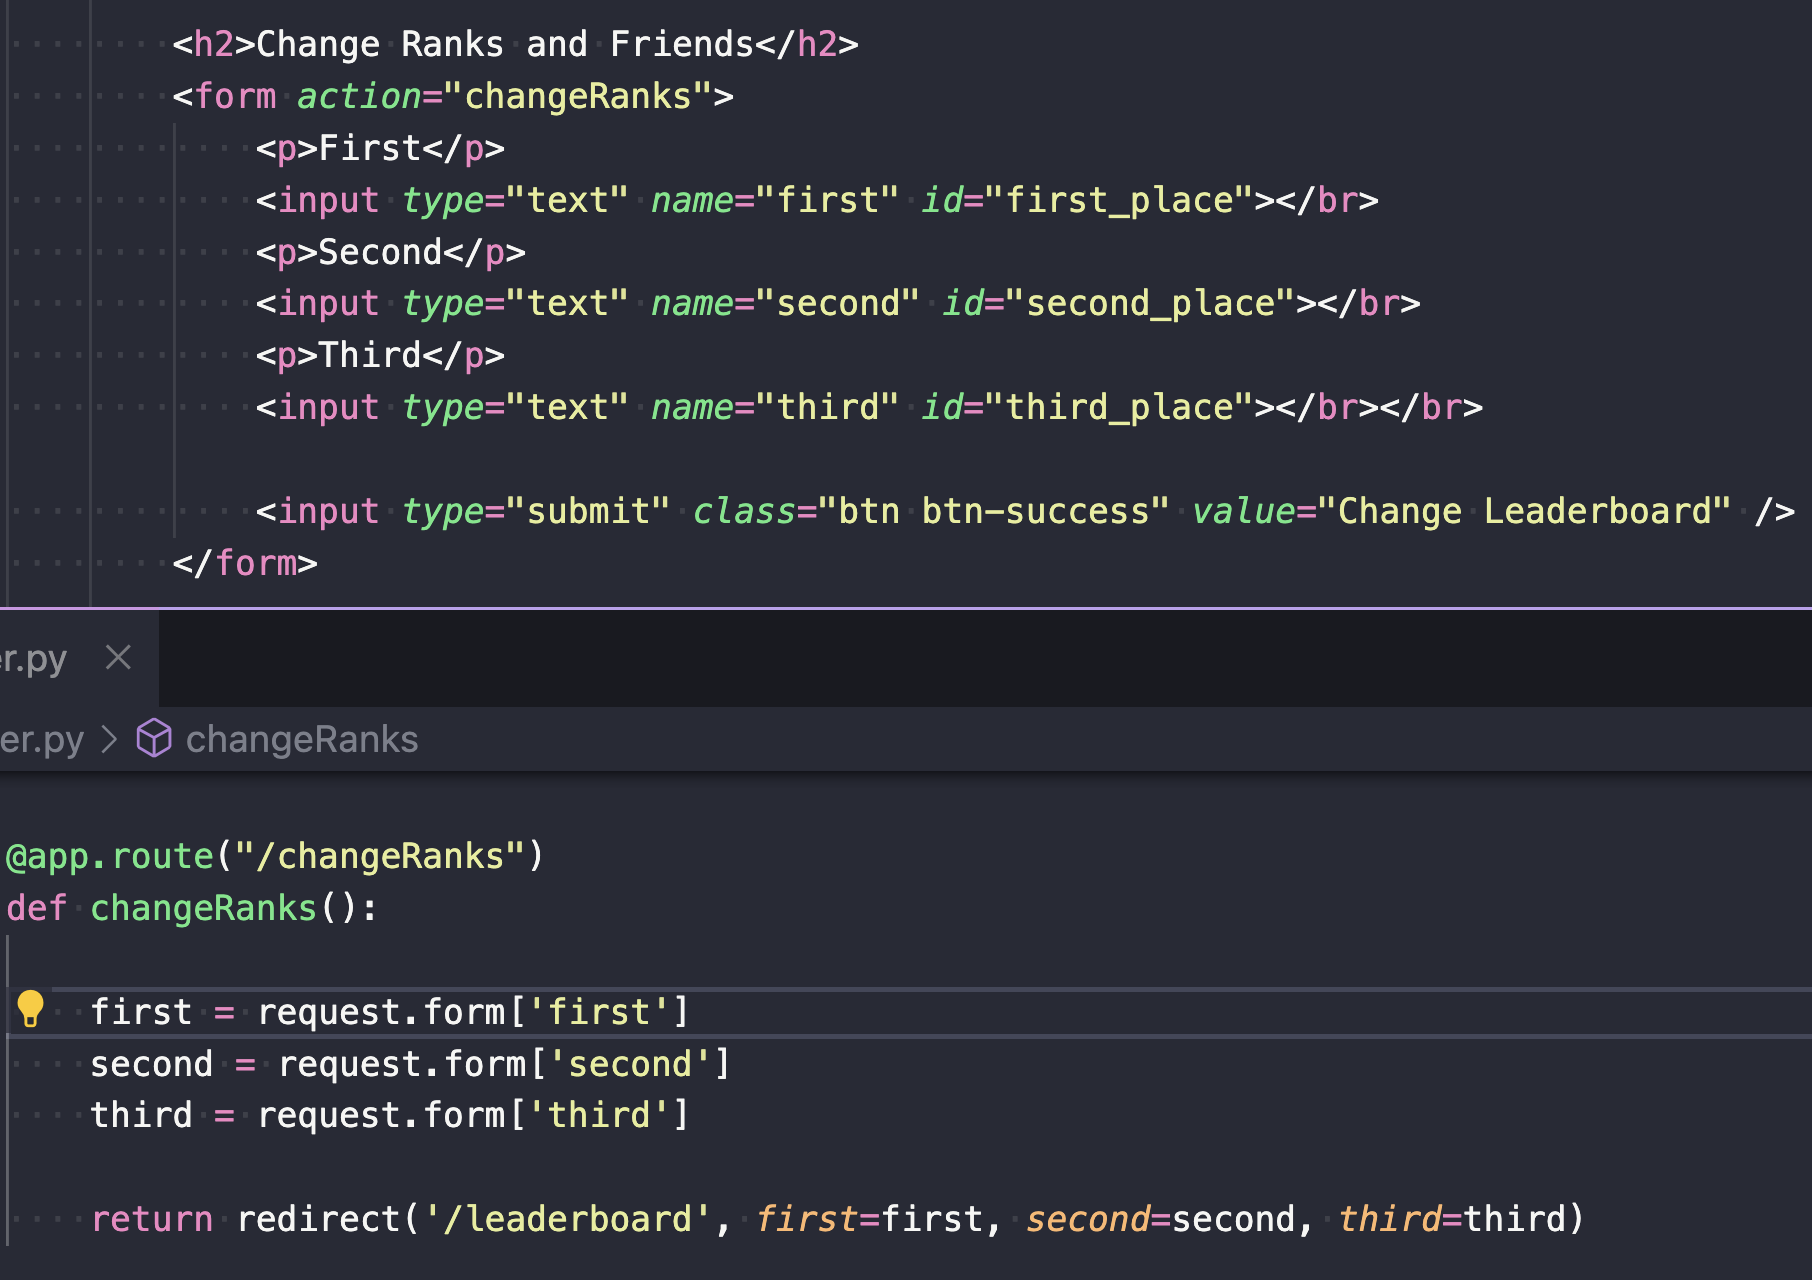 <h2>Change Ranks and Friends</h2>
<form action="changeRanks">
<p>First</p>
<input type="text" name="first" id="first_place"></br>
<p>Second</p>
<input type="text" name="second" id="second_place"></br>
<p>Third</p>
<input type="text" name="third" id="third_place"></br></br>
<input type="submit" class="btn btn-success" value="Change Leaderboard" />
</form>
er.py
er.py > changeRanks
@app.route("/changeRanks")
def changeRanks():
first = request.form['first']
second = request.form['second']
third = request.form['third']
return redirect('/leaderboard', first=first, second=second, third=third)